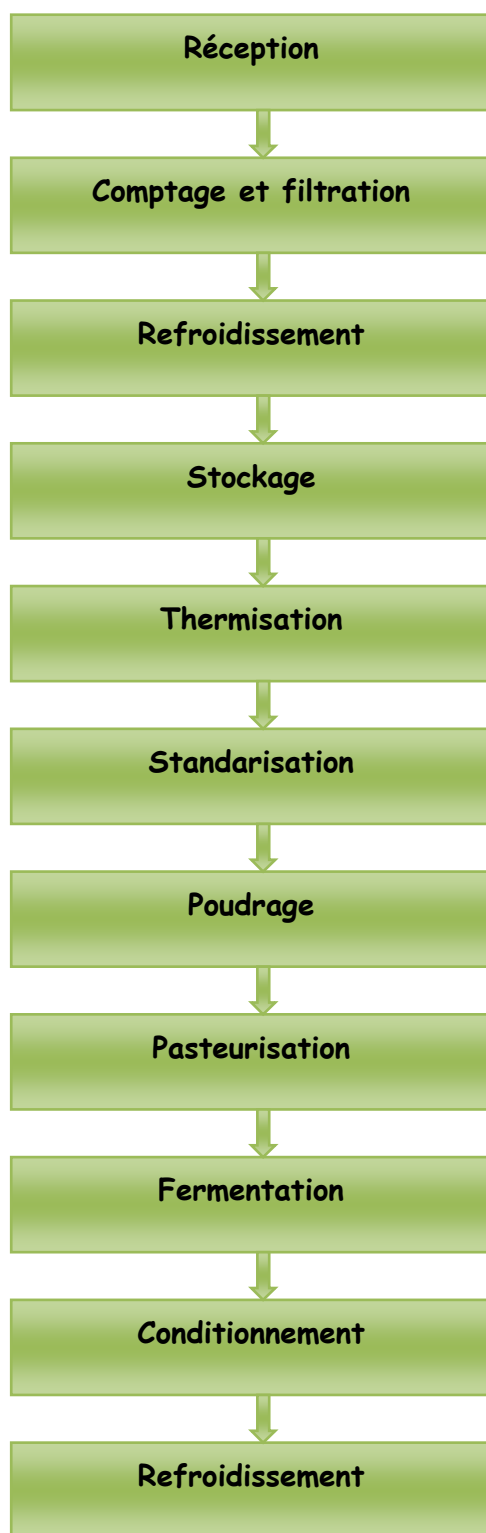 Réception
Comptage et filtration
Refroidissement
Stockage
Thermisation
Standarisation
Poudrage
Pasteurisation
Fermentation
Conditionnement
Refroidissement